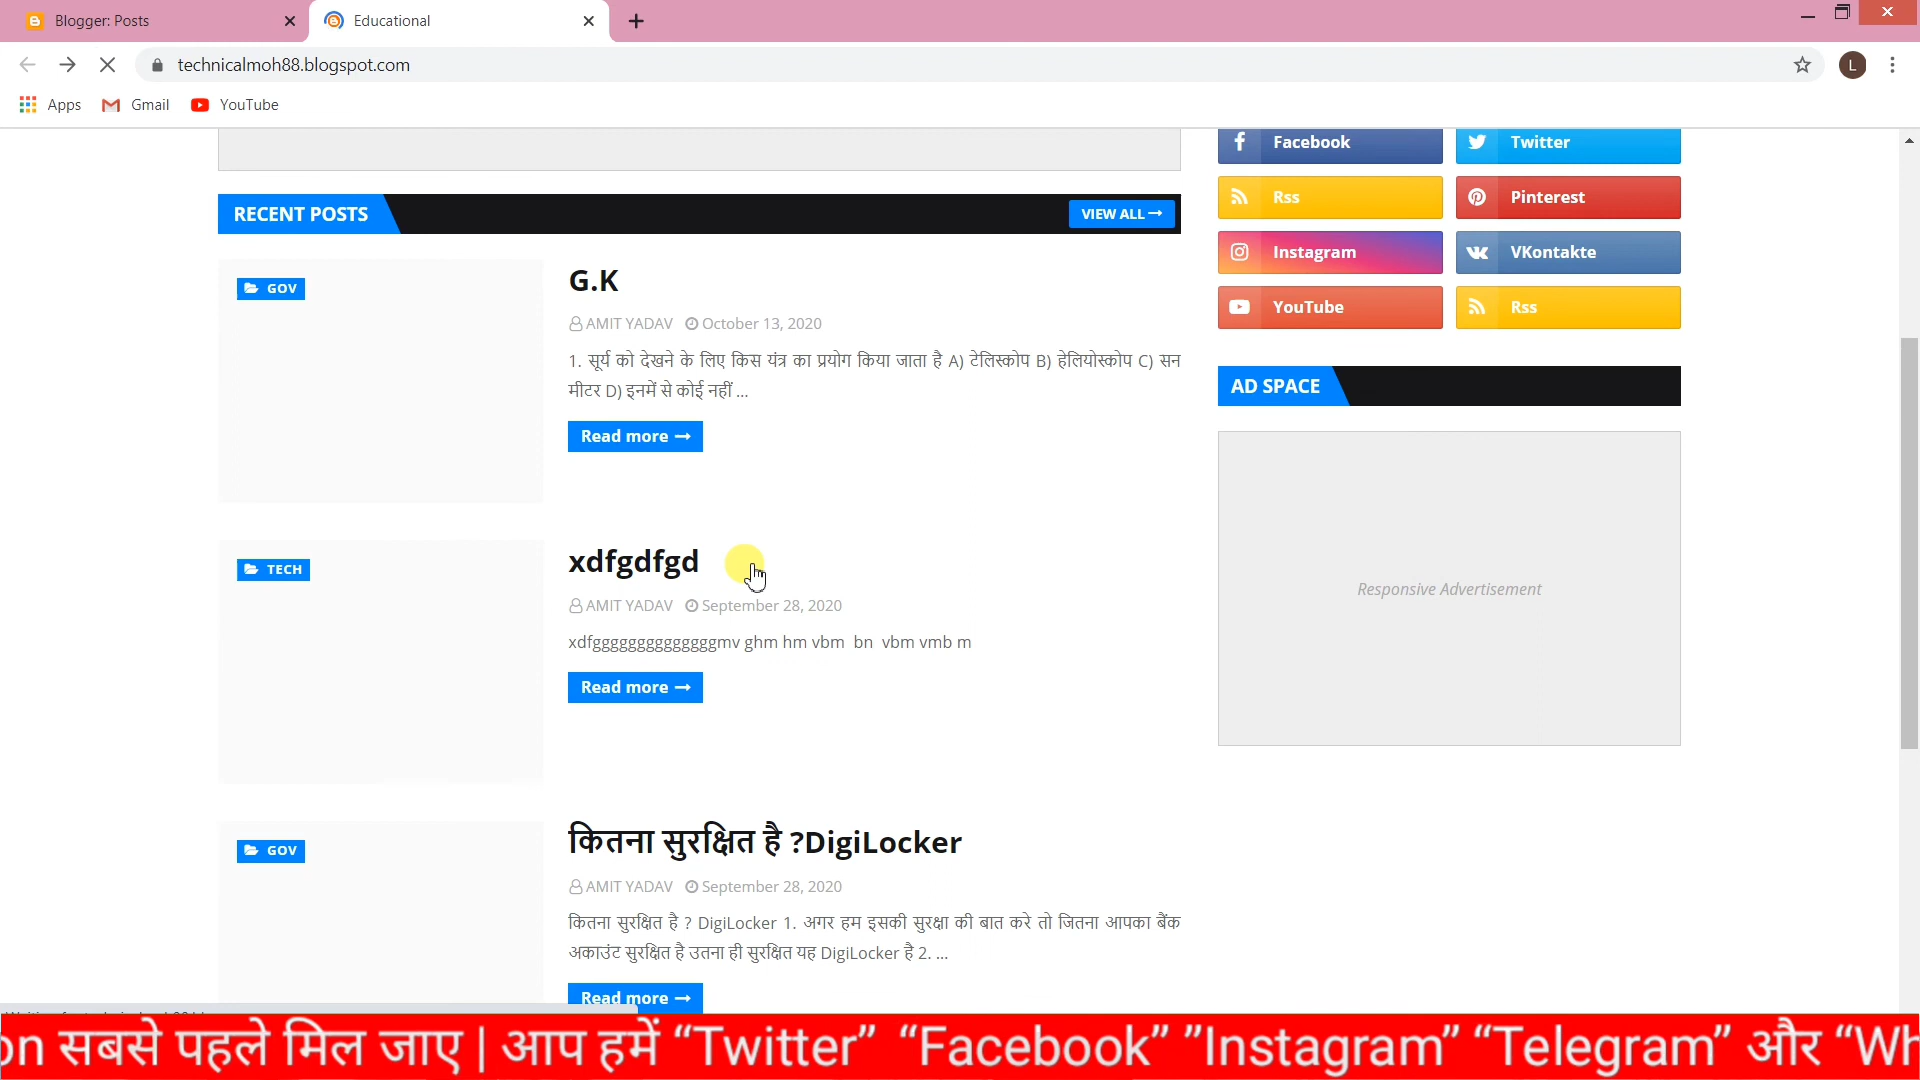 Blogger: Posts
Educational
technicalmoh88.blogspot.com
L
Apps
Gmail
YouTube
Facebook
Twitter
RECENT POSTS
VIEW ALL
Rss
Pinterest
Instagram
VKontakte
YouTube
Rss
GOV
G.K
AMIT YADAV October 13, 2020
1. सूर्य को देखने के लिए किस यंत्र का प्रयोग किया जाता है A) टेलिस्कोप B) हेलियोस्कोप C) सन
मीटर D) इनमें से कोई नहीं ...
Read more
AD SPACE
Responsive Advertisement
TECH
xdfgdfgd
AMIT YADAV September 28, 2020
xdfggggggggggggggmv ghm hm vbm bn vbm vmb m
Read more
GOV
कितना सुरक्षित है ?DigiLocker
AMIT YADAV September 28, 2020
कितना सुरक्षित है ? DigiLocker 1. अगर हम इसकी सुरक्षा की बात करे तो जितना आपका बैंक
अकाउंट सुरक्षित है उतना ही सुरक्षित यह DigiLocker है 2. ...
Read more
on सबसे पहले मिल जाए | आप हमें “Twitter” “Facebook” ”Instagram” “Telegram” और “Wh